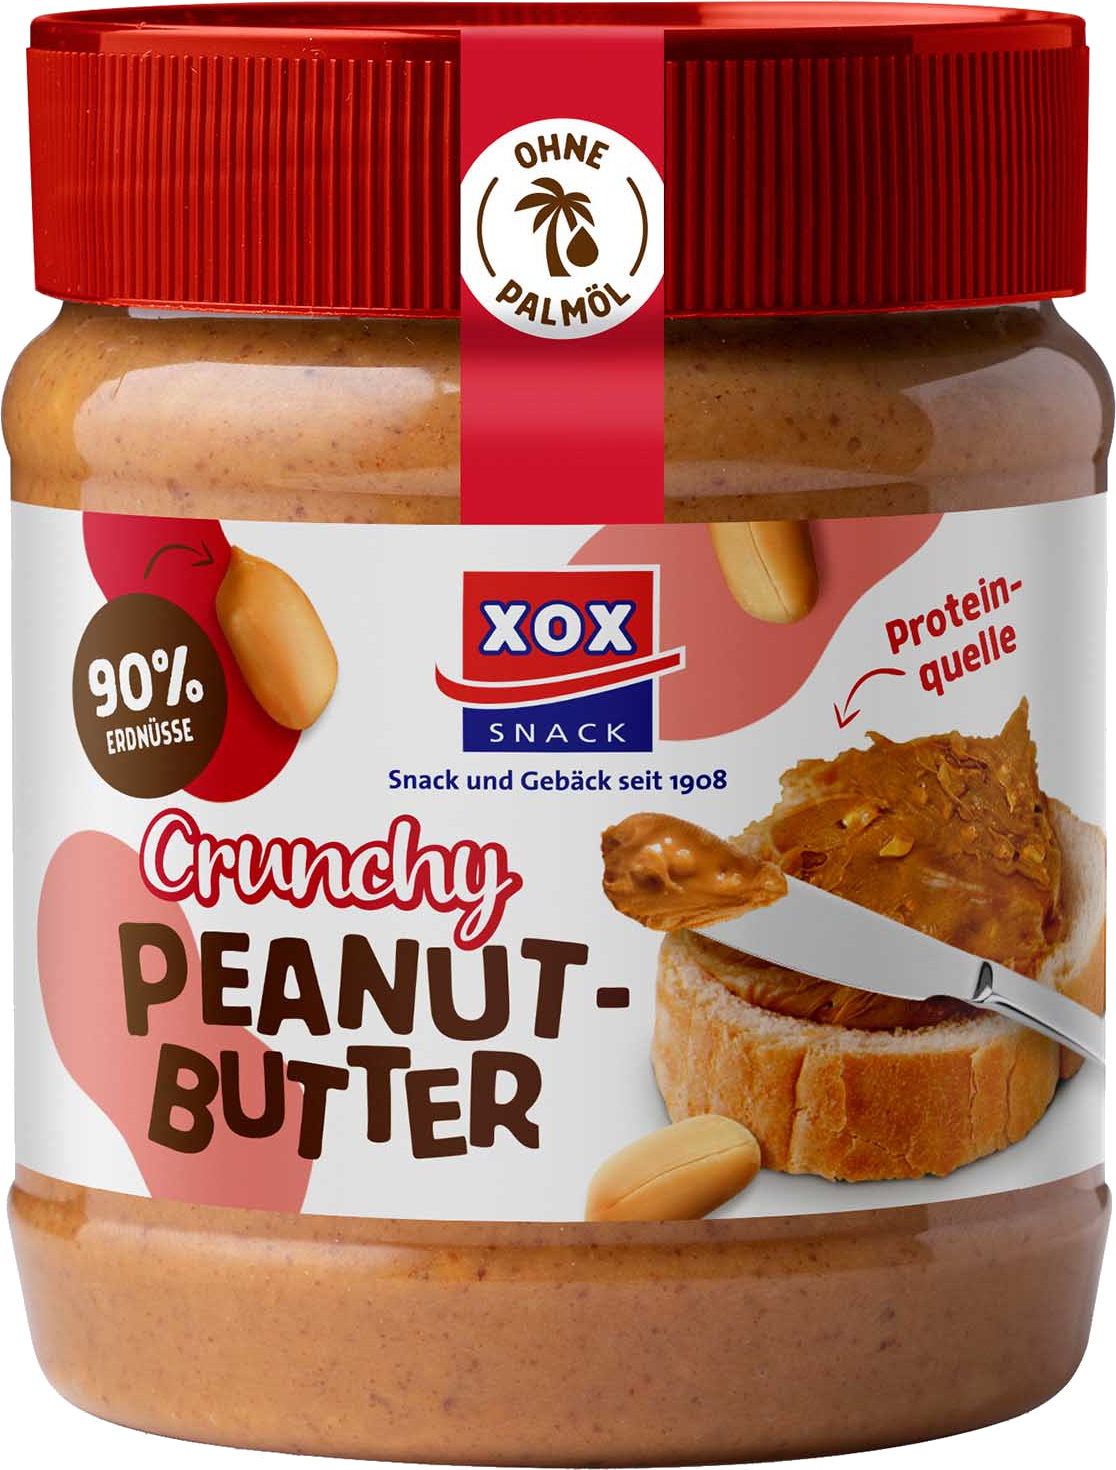 OHNE
PALMÖL
XOX
SNACK
Snack und Gebäck seit 1908
Protein-
quelle
90%
ERDNÜSSE
Crunchy
PEANUT-
BUTTER